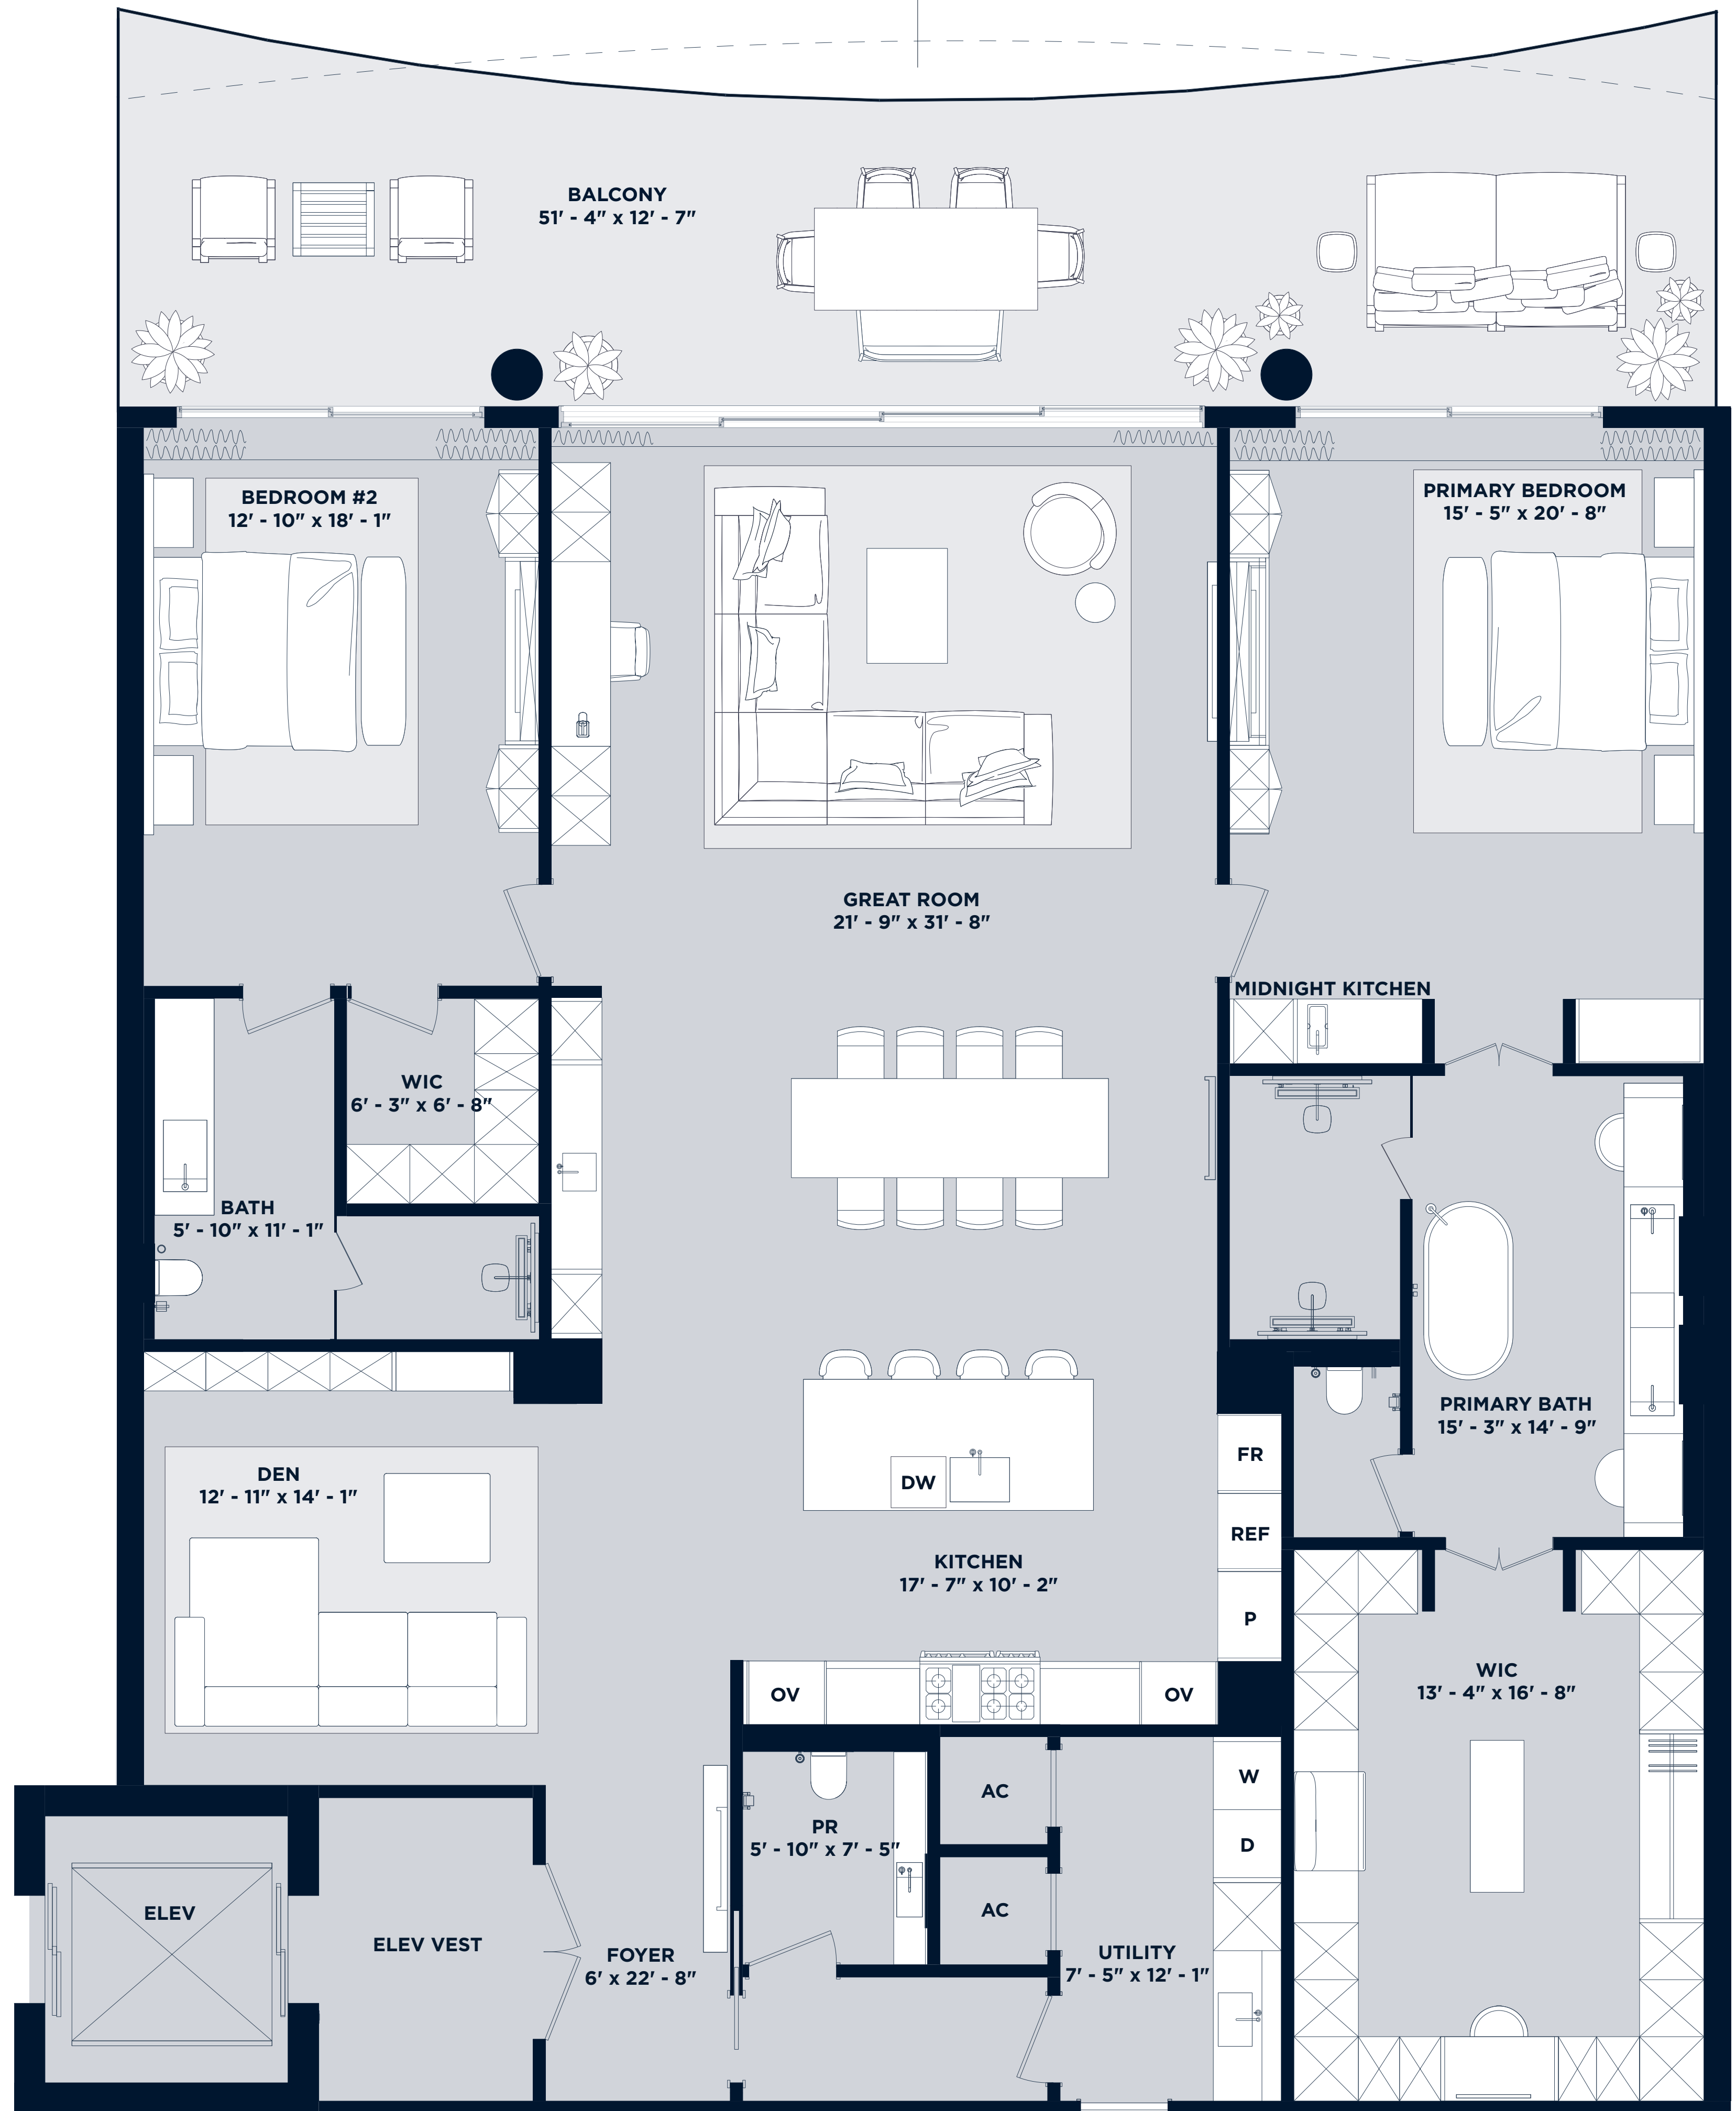 BALCONY
51' - 4" x 12' - 7"
BEDROOM #2
12' - 10" x 18' - 1"
PRIMARY BEDROOM
15' - 5" x 20' - 8"
GREAT ROOM
21' - 9" x 31' - 8"
MIDNIGHT KITCHEN
WIC
6' - 3" x 6' - 8"
BATH
5' - 10" x 11' - 1"
PRIMARY BATH
15' - 3" x 14' - 9"
FR
DEN
12' - 11" x 14' - 1"
DW
REF
KITCHEN
17' - 7" x 10' - 2"
P
WIC
13' - 4" x 16' - 8"
OV
OV
W
AC
PR
5' - 10" x 7' - 5"
D
ELEV
AC
ELEV VEST
FOYER
6' x 22' - 8"
UTILITY
7' - 5" x 12' - 1"